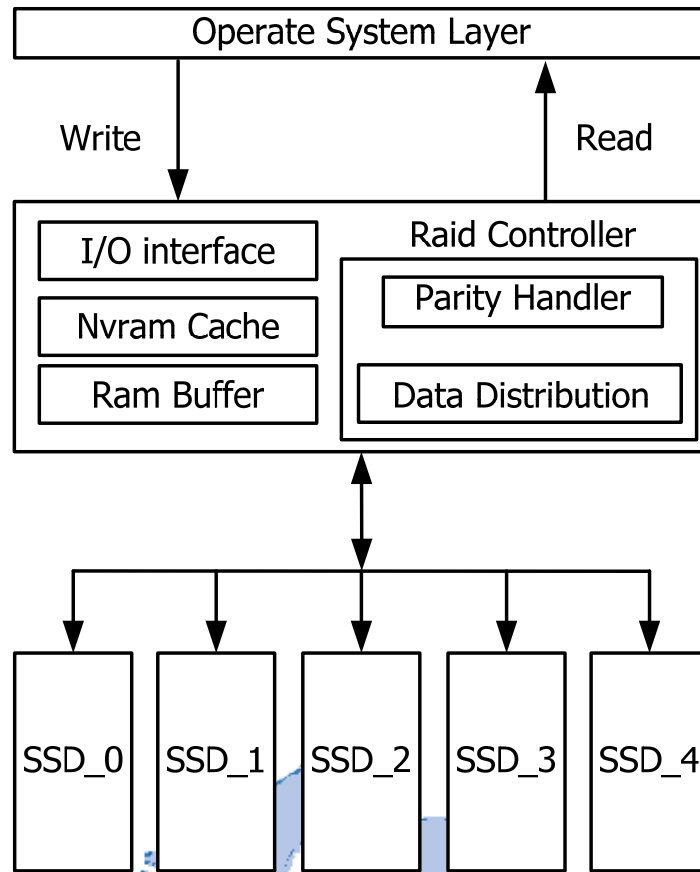 Operate System Layer
Write
Read
Raid Controller
I/O interface
Nvram Cache
Ram Buffer
Parity Handler
Data Distribution
SSD_0
SSD_1
SSD_2
SSD_3
SSD_4